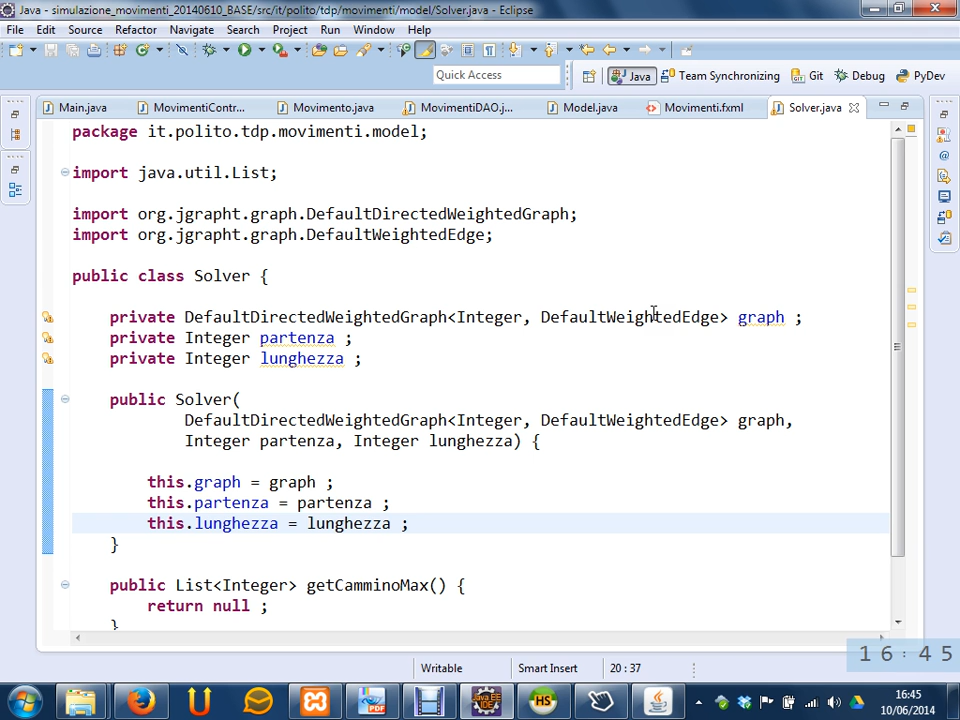 Java - simulazione_movimenti_20140610_BASE/src/it/polito/tdp/movimenti/model/Solver.java - Eclipse
File Edit Source Refactor Navigate Search Project Run Window Help
Quick Access
Java Team Synchronizing Git Debug PyDev
Main.java MovimentiContr... Movimento.java MovimentiDAO.j... Model.java Movimenti.fxml Solver.java
package it.polito.tdp.movimenti.model;
import java.util.List;
import org.jgrapht.graph.DefaultDirectedWeightedGraph;
import org.jgrapht.graph.DefaultWeightedEdge;
public class Solver {
private DefaultDirectedWeightedGraph<Integer, DefaultWeightedEdge> graph ;
private Integer partenza ;
private Integer lunghezza ;
public Solver(
DefaultDirectedWeightedGraph<Integer, DefaultWeightedEdge> graph,
Integer partenza, Integer lunghezza) {
this.graph = graph ;
this.partenza = partenza ;
this.lunghezza = lunghezza ;
}
public List<Integer> getCamminoMax() {
return null ;
}
16:45
Writable Smart Insert 20 : 37
PDF
Java EE IDE
HS
16:45
10/06/2014